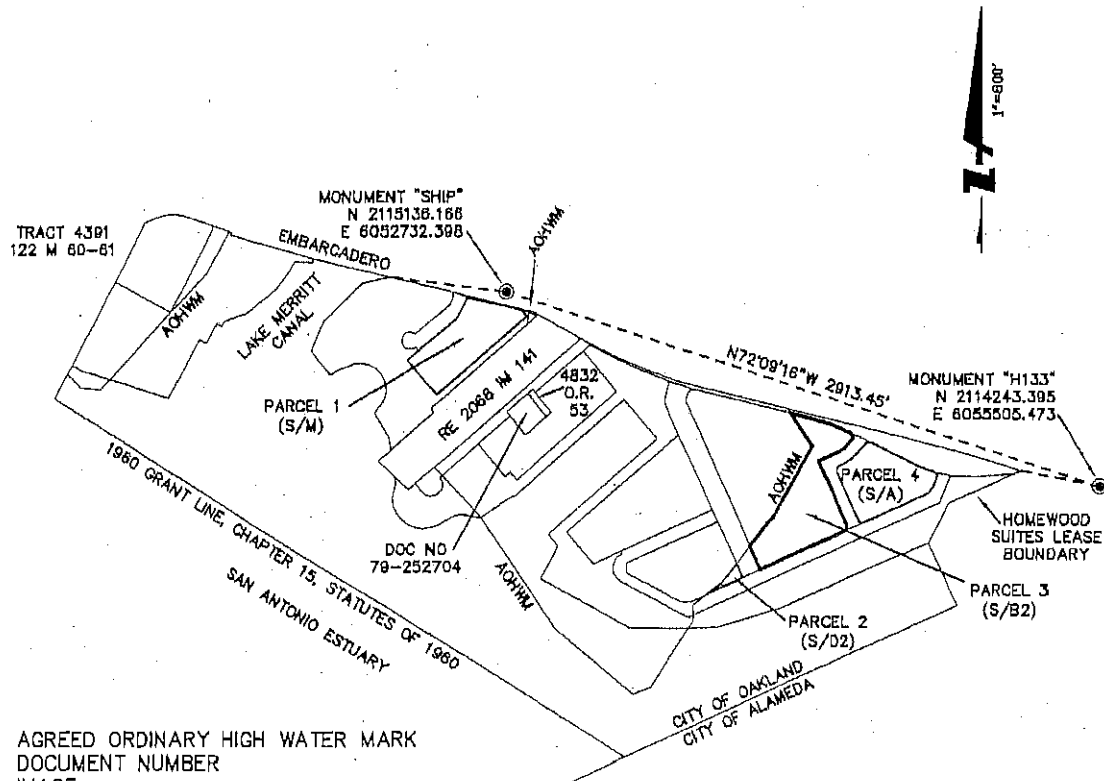 1"=800'
MONUMENT "SHIP"
N 2115136.166
E 6052732.398
TRACT 4391
122 M 60-61
AOHWM
EMBARCADERO
AOHWM
LAKE MERRITT
CANAL
N72°09'16"W 2913.45'
MONUMENT "H133"
N 2114243.395
E 6055505.473
PARCEL 1
(S/M)
RE 2068 IM 141
4832
O.R.
53
AOHWM
PARCEL 4
(S/A)
HOMEWOOD
SUITES LEASE
BOUNDARY
1960 GRANT LINE, CHAPTER 15, STATUTES OF 1960
SAN ANTONIO ESTUARY
DOC NO
79-252704
AOHWM
PARCEL 3
(S/B2)
PARCEL 2
(S/D2)
CITY OF OAKLAND
CITY OF ALAMEDA
AGREED ORDINARY HIGH WATER MARK
DOCUMENT NUMBER